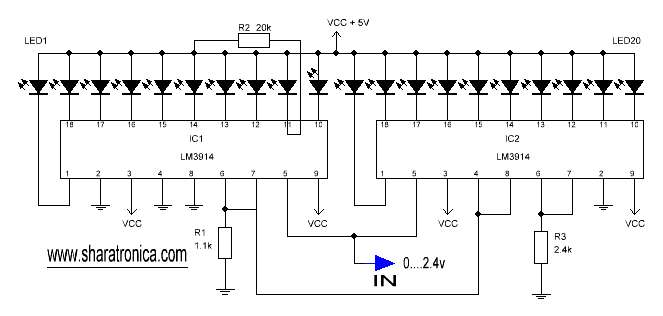 VCC + 5V
R2 20k
LED1
LED20
18 17 16 15 14 13 12 11 10
18 17 16 15 14 13 12 11 10
IC1
IC2
LM3914
LM3914
1 2 3 4 8 6 7 5 9
1 5 3 4 8 6 7 2 9
VCC
VCC
VCC
VCC
R1
1.1k
R3
2.4k
www.sharatronica.com
0....2.4v
IN